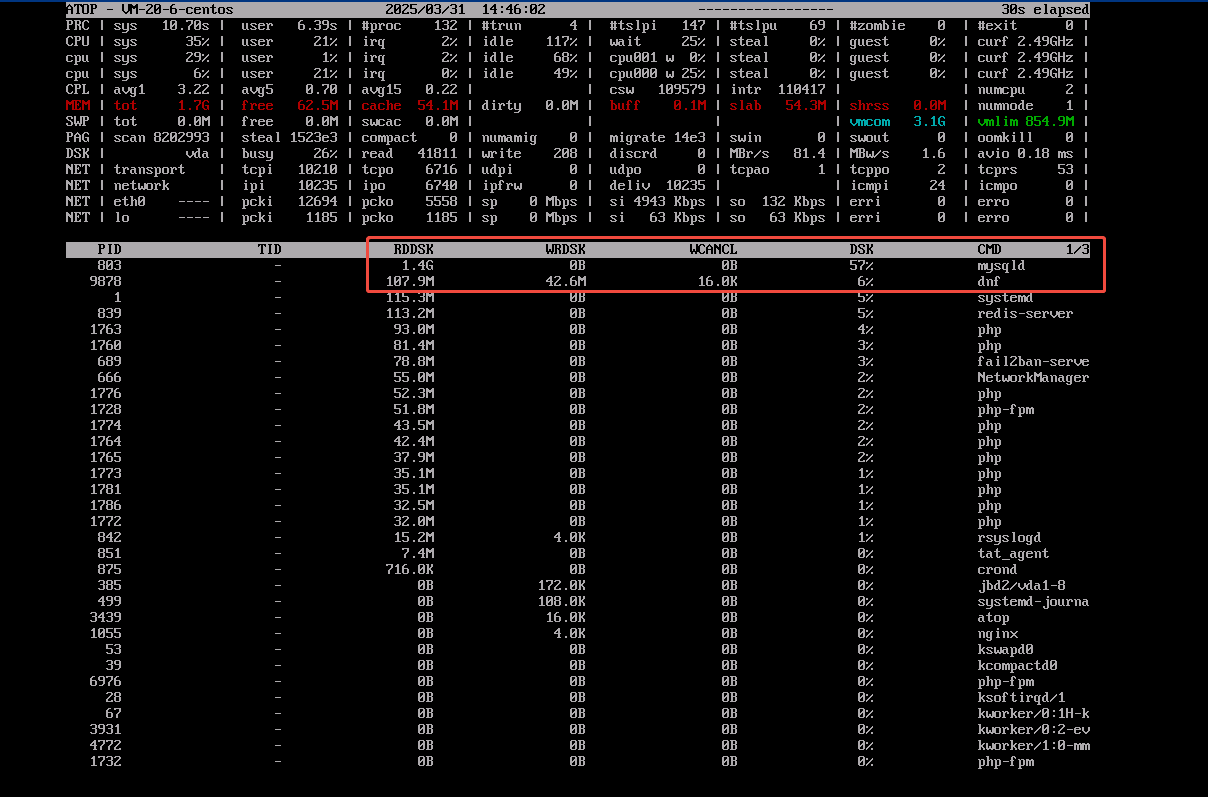 ATOP - VM-20-6-centos 2025/03/31 14:46:02 ----------------- 30s elapsed
PRC | sys 10.70s | user 6.39s | #proc 132 | #trun 4 | #tslpi 147 | #tslpu 69 | #zombie 0 | #exit 0 |
CPU | sys 35% | user 21% | irq 2% | idle 117% | wait 25% | steal 0% | guest 0% | curf 2.49GHz |
cpu | sys 29% | user 1% | irq 2% | idle 68% | cpu001 w 0% | steal 0% | guest 0% | curf 2.49GHz |
cpu | sys 6% | user 21% | irq 0% | idle 49% | cpu000 w 25% | steal 0% | guest 0% | curf 2.49GHz |
CPL | avg1 3.22 | avg5 0.70 | avg15 0.22 | | csw 109579 | intr 110417 | | numcpu 2 |
MEM | tot 1.7G | free 62.5M | cache 54.1M | dirty 0.0M | buff 0.1M | slab 54.3M | shrss 0.0M | numnode 1 |
SWP | tot 0.0M | free 0.0M | swcac 0.0M | | | | vmcom 3.1G | vmlim 854.9M |
PAG | scan 8202993 | steal 1523e3 | compact 0 | numamig 0 | migrate 14e3 | swin 0 | swout 0 | oomkill 0 |
DSK | vda | busy 26% | read 41811 | write 208 | discrd 0 | MBr/s 81.4 | MBw/s 1.6 | avio 0.18 ms |
NET | transport | tcpi 10210 | tcpo 6716 | udpi 0 | udpo 0 | tcpao 1 | tcppo 2 | tcprs 53 |
NET | network | ipi 10235 | ipo 6740 | ipfrw 0 | deliv 10235 | | icmpi 24 | icmpo 0 |
NET | eth0 ---- | pcki 12694 | pcko 5558 | sp 0 Mbps | si 4943 Kbps | so 132 Kbps | erri 0 | erro 0 |
NET | lo ---- | pcki 1185 | pcko 1185 | sp 0 Mbps | si 63 Kbps | so 63 Kbps | erri 0 | erro 0 |
PID TID RDDSK WRDSK WCANCL DSK CMD 1/3
803 - 1.4G 0B 0B 57% mysqld
9878 - 107.9M 42.6M 16.0K 6% dnf
1 - 115.3M 0B 0B 5% systemd
839 - 113.2M 0B 0B 5% redis-server
1763 - 93.0M 0B 0B 4% php
1760 - 81.4M 0B 0B 3% php
689 - 78.8M 0B 0B 3% fail2ban-serve
666 - 55.0M 0B 0B 2% NetworkManager
1776 - 52.3M 0B 0B 2% php
1728 - 51.8M 0B 0B 2% php-fpm
1774 - 43.5M 0B 0B 2% php
1764 - 42.4M 0B 0B 2% php
1765 - 37.9M 0B 0B 2% php
1773 - 35.1M 0B 0B 1% php
1781 - 35.1M 0B 0B 1% php
1786 - 32.5M 0B 0B 1% php
1772 - 32.0M 0B 0B 1% php
842 - 15.2M 4.0K 0B 1% rsyslogd
851 - 7.4M 0B 0B 0% tat_agent
875 - 716.0K 0B 0B 0% crond
385 - 0B 172.0K 0B 0% jbd2/vda1-8
499 - 0B 108.0K 0B 0% systemd-journa
3439 - 0B 16.0K 0B 0% atop
1055 - 0B 4.0K 0B 0% nginx
53 - 0B 0B 0B 0% kswapd0
39 - 0B 0B 0B 0% kcompactd0
6976 - 0B 0B 0B 0% php-fpm
28 - 0B 0B 0B 0% ksoftirqd/1
67 - 0B 0B 0B 0% kworker/0:1H-k
3931 - 0B 0B 0B 0% kworker/0:2-ev
4772 - 0B 0B 0B 0% kworker/1:0-mm
1732 - 0B 0B 0B 0% php-fpm